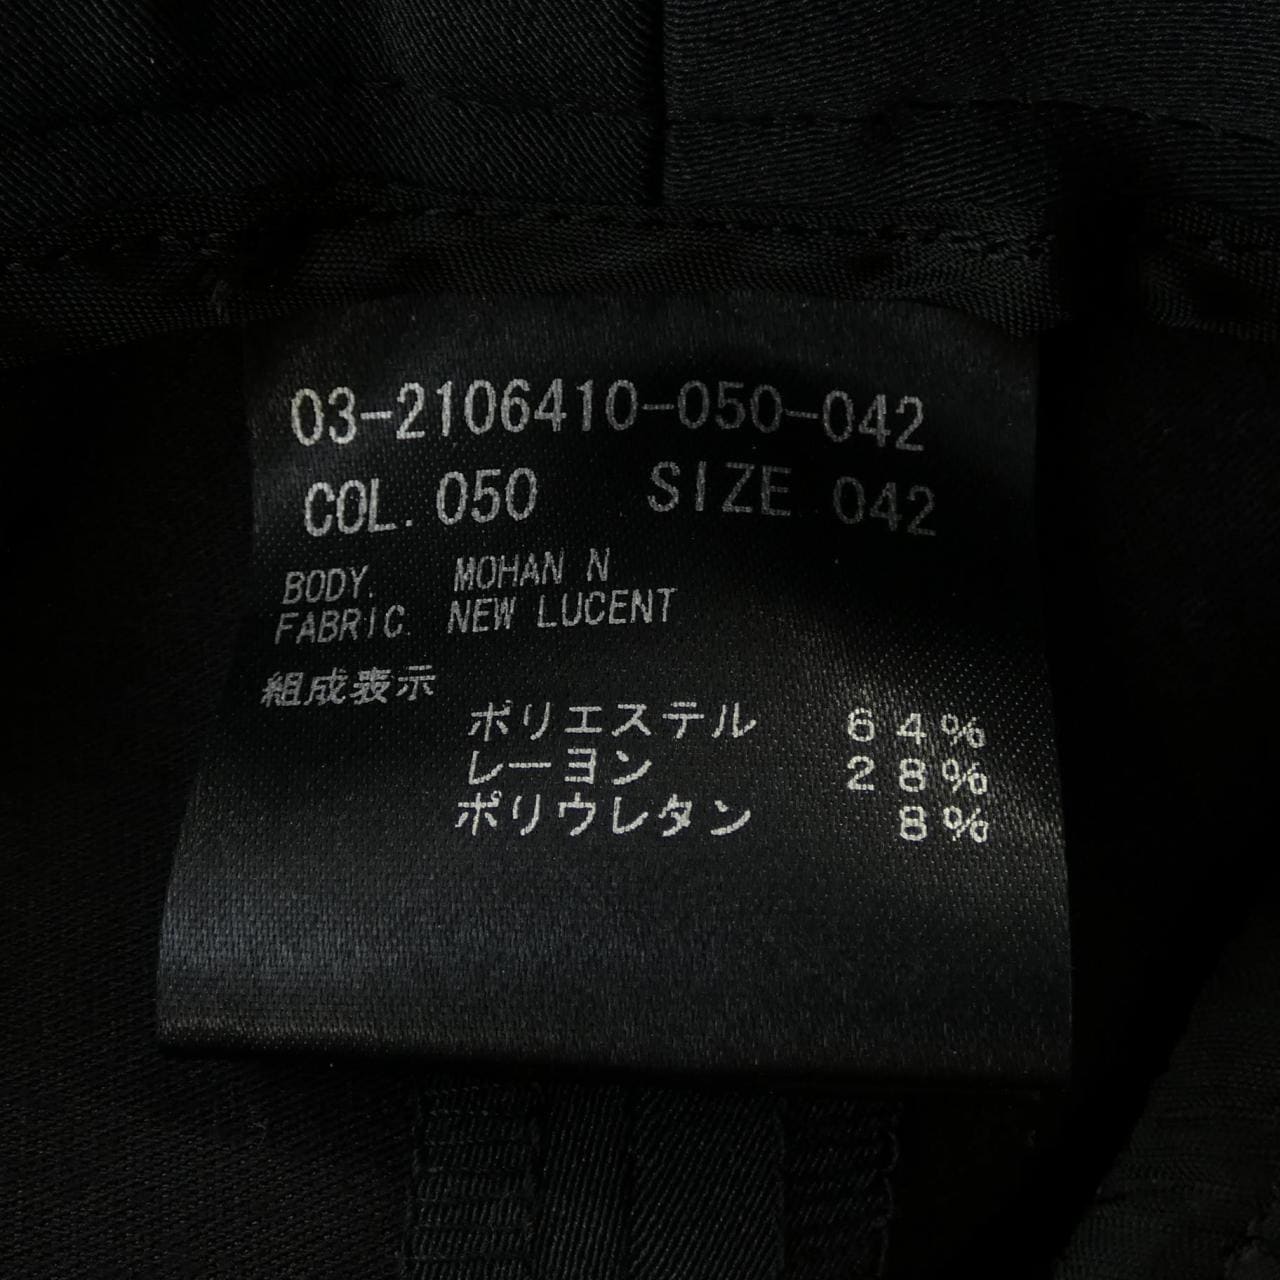 03-2106410-050-042
COL. 050 SIZE 042
BODY. MOHAN N
FABRIC. NEW LUCENT
組成表示
ポリエステル 64%
レーヨン 28%
ポリウレタン 8%